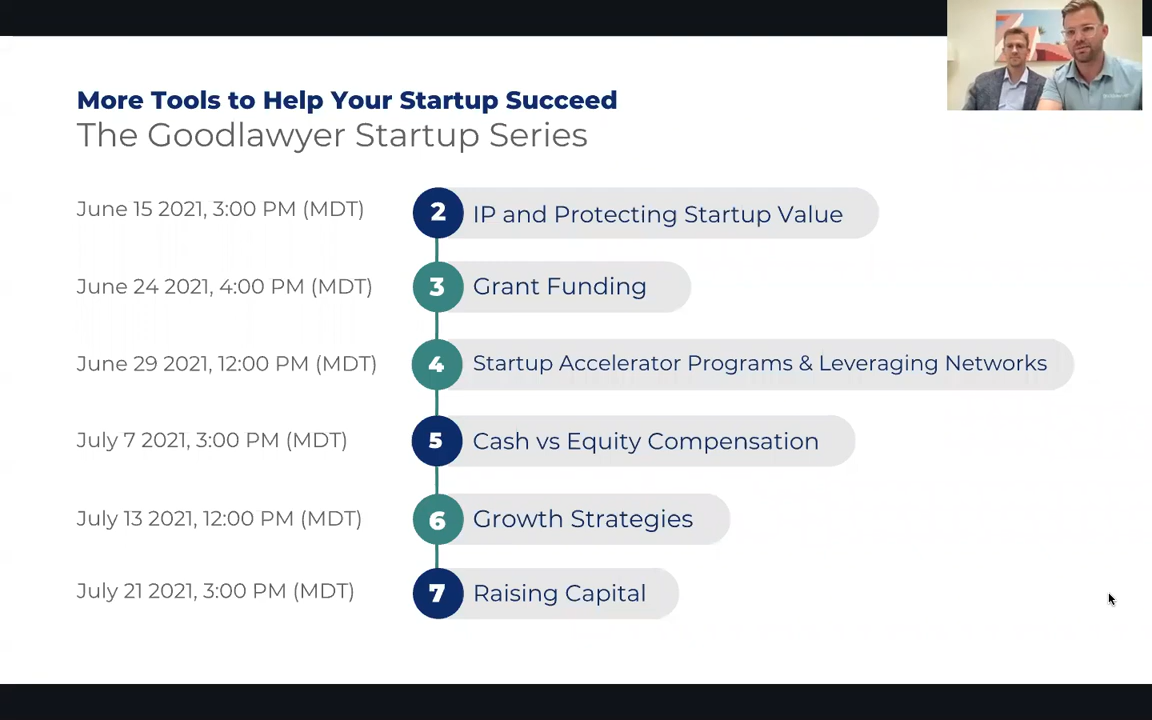 More Tools to Help Your Startup Succeed
The Goodlawyer Startup Series
June 15 2021, 3:00 PM (MDT)
2
IP and Protecting Startup Value
June 24 2021, 4:00 PM (MDT)
3
Grant Funding
June 29 2021, 12:00 PM (MDT)
4
Startup Accelerator Programs & Leveraging Networks
July 7 2021, 3:00 PM (MDT)
5
Cash vs Equity Compensation
July 13 2021, 12:00 PM (MDT)
6
Growth Strategies
July 21 2021, 3:00 PM (MDT)
7
Raising Capital